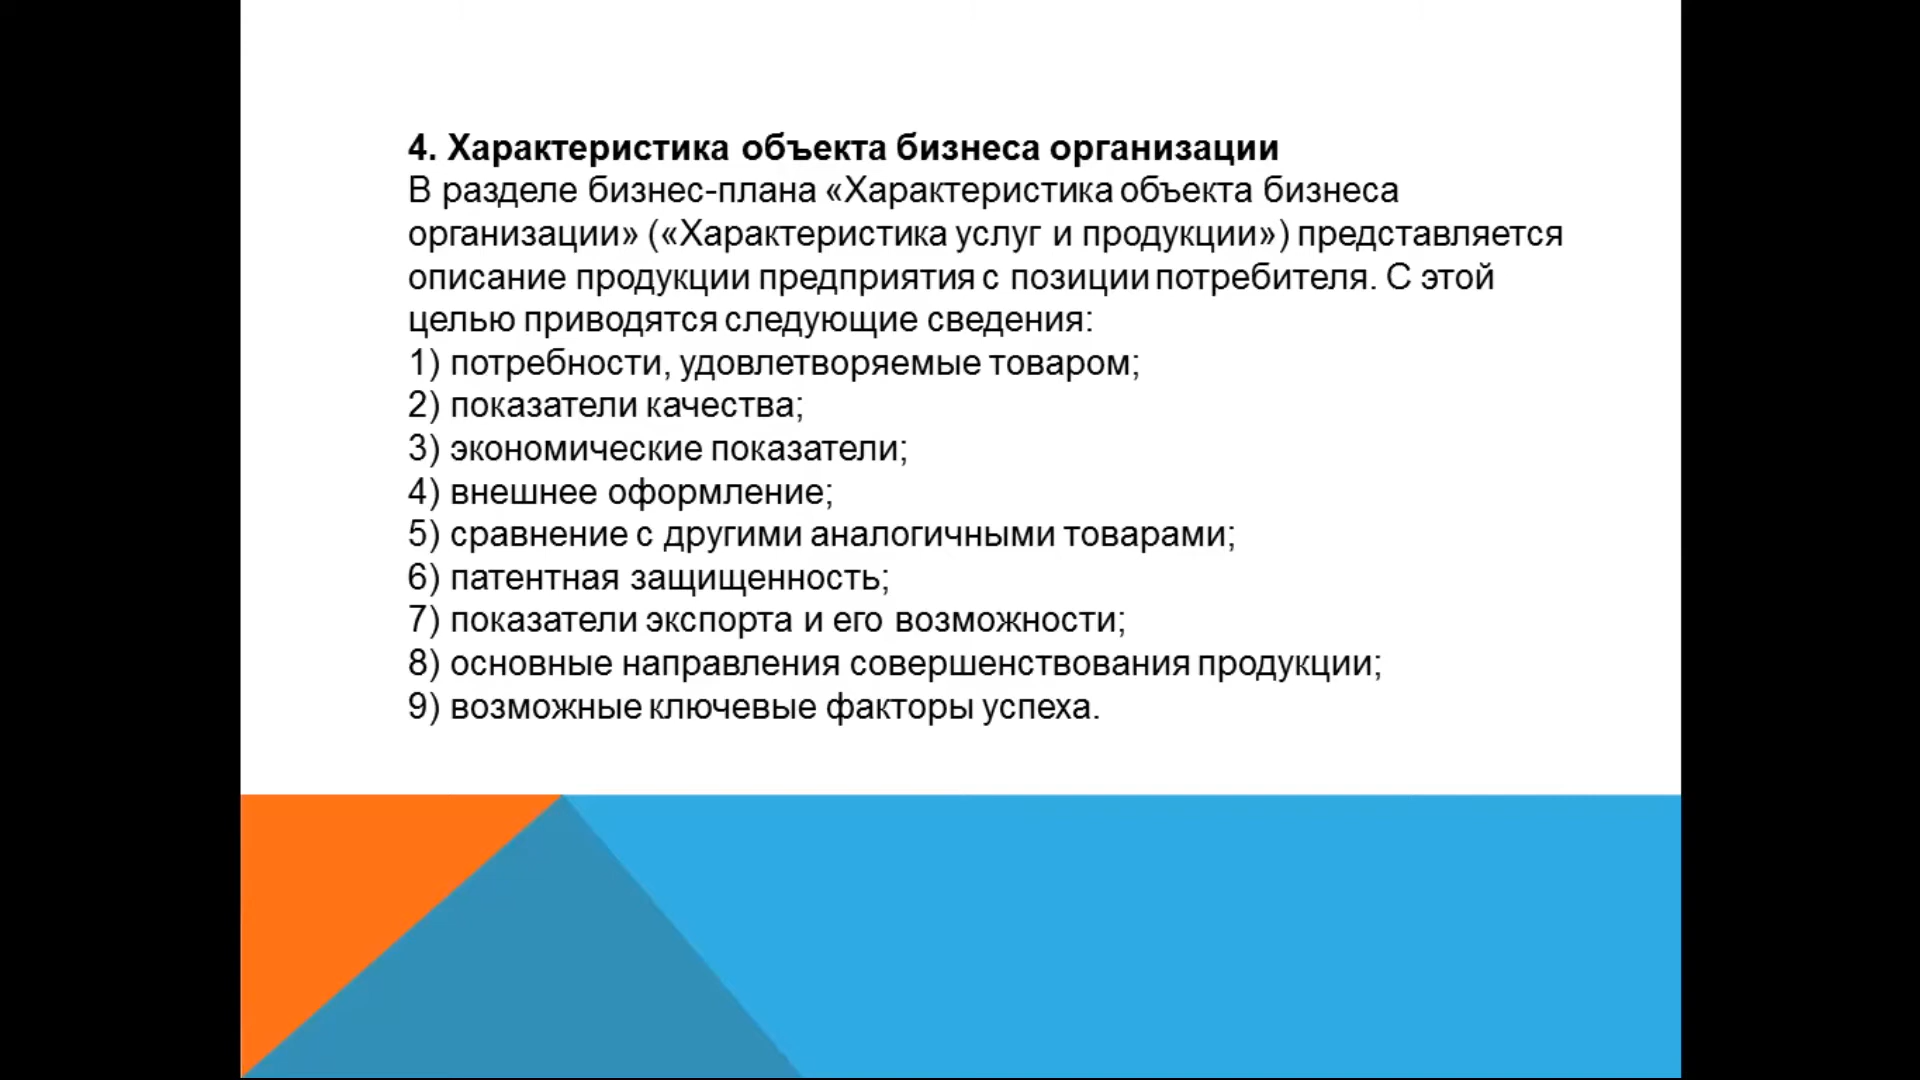 4. Характеристика объекта бизнеса организации
В разделе бизнес-плана «Характеристика объекта бизнеса
организации» («Характеристика услуг и продукции») представляется
описание продукции предприятия с позиции потребителя. С этой
целью приводятся следующие сведения:
1) потребности, удовлетворяемые товаром;
2) показатели качества;
3) экономические показатели;
4) внешнее оформление;
5) сравнение с другими аналогичными товарами;
6) патентная защищенность;
7) показатели экспорта и его возможности;
8) основные направления совершенствования продукции;
9) возможные ключевые факторы успеха.